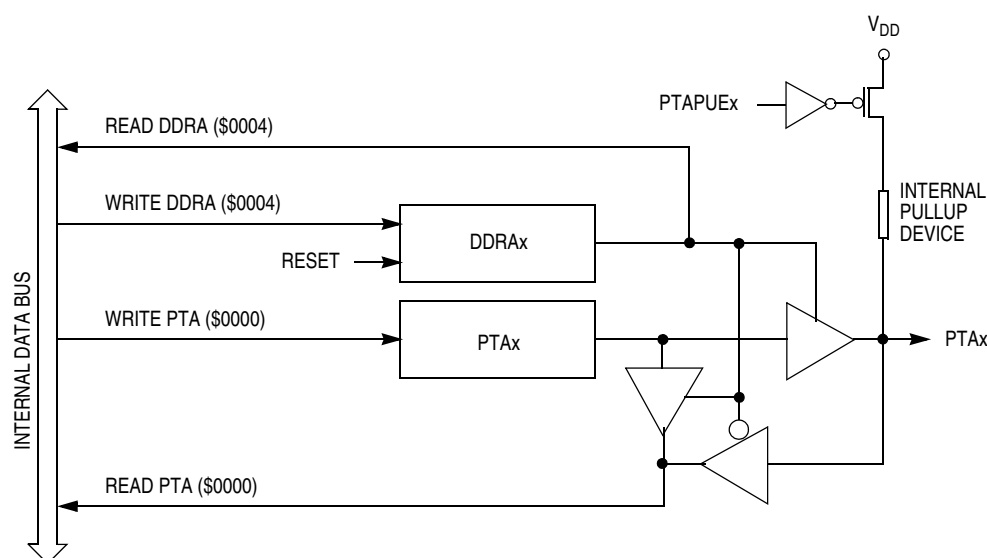 VDD
PTAPUEx
READ DDRA ($0004)
INTERNAL
PULLUP
DEVICE
WRITE DDRA ($0004)
DDRAx
RESET
WRITE PTA ($0000)
PTAx
PTAx
INTERNAL DATA BUS
READ PTA ($0000)